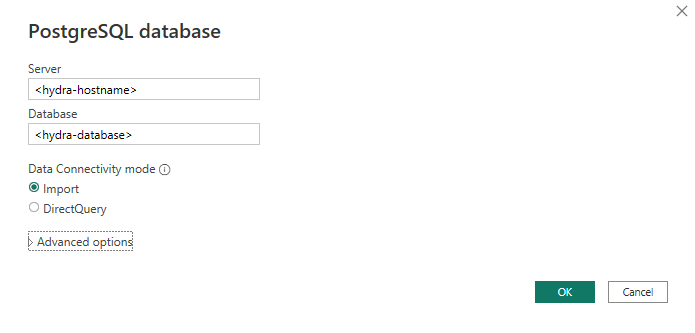 PostgreSQL database
Server
<hydra-hostname>
Database
<hydra-database>
Data Connectivity mode
Import
DirectQuery
Advanced options
OK
Cancel